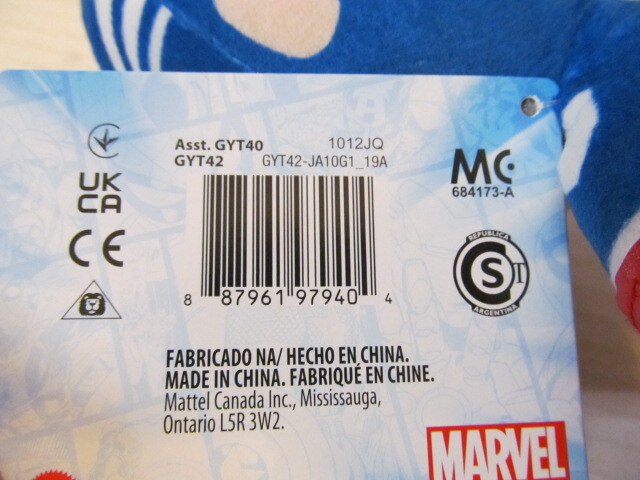 Asst. GYT40 1012JQ
GYT42 GYT42-JA10G1_19A
UK
CA
CE
MC
684173-A
8 87961 97940 4
REPUBLICA
CST
ARGENTINA
FABRICADO NA/ HECHO EN CHINA.
MADE IN CHINA. FABRIQUÉ EN CHINE.
Mattel Canada Inc., Mississauga,
Ontario L5R 3W2.
MARVEL